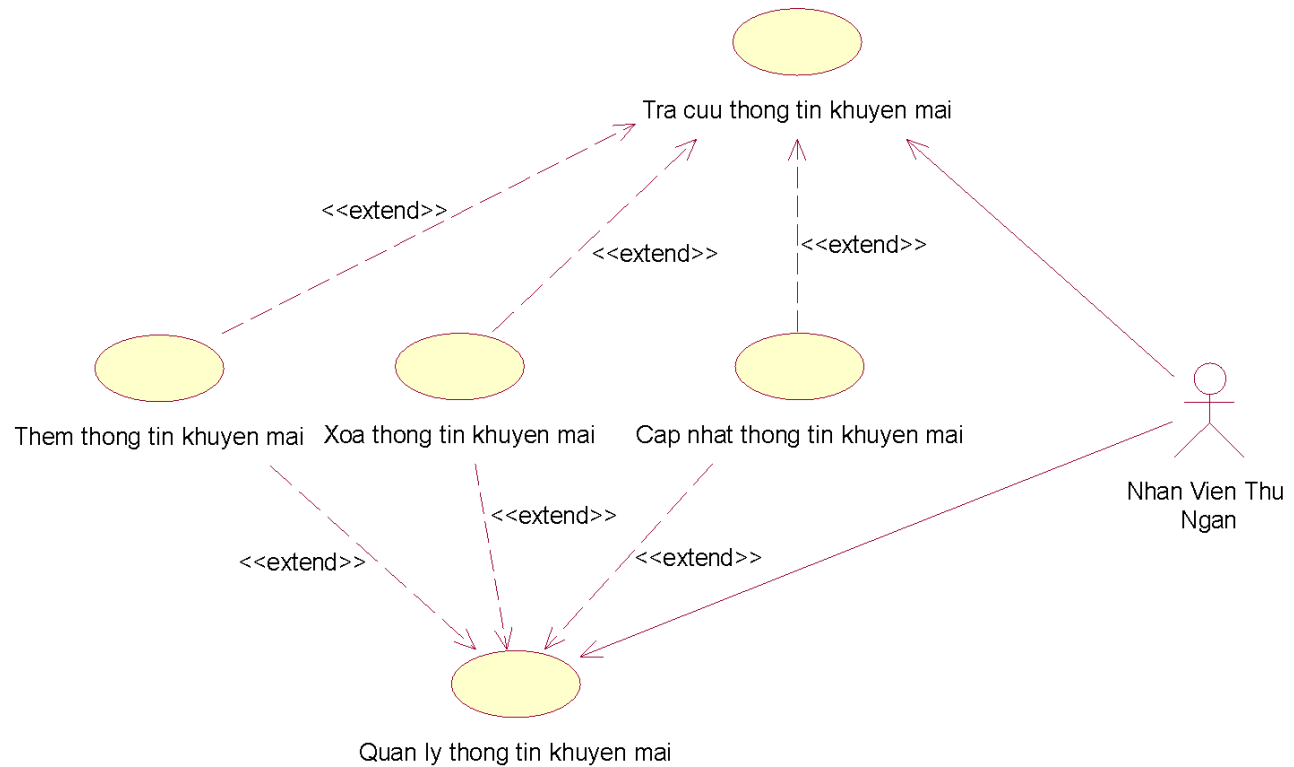 Tra cuu thong tin khuyen mai
<<extend>>
<<extend>>
<<extend>>
Them thong tin khuyen mai
Xoa thong tin khuyen mai
Cap nhat thong tin khuyen mai
Nhan Vien Thu
Ngan
<<extend>>
<<extend>>
<<extend>>
Quan ly thong tin khuyen mai